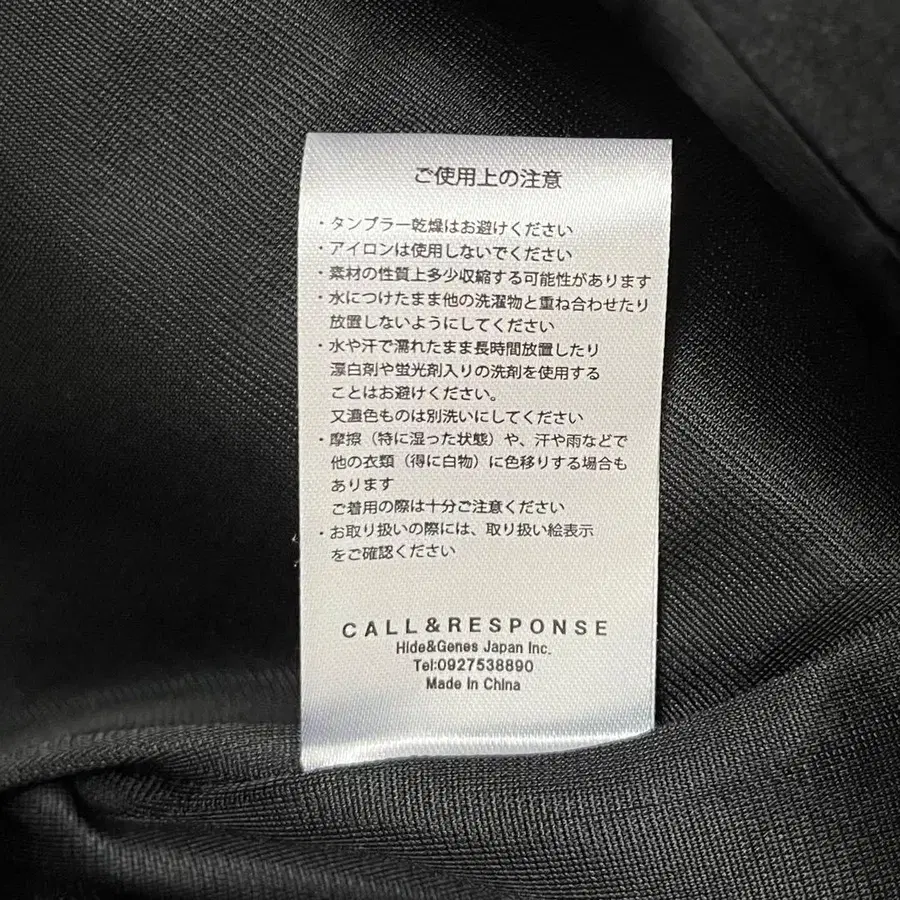 ご使用上の注意
・タンブラー乾燥はお避けください
・アイロンは使用しないでください
・素材の性質上多少収縮する可能性があります
・水につけたまま他の洗濯物と重ね合わせたり
放置しないようにしてください
・水や汗で濡れたまま長時間放置したり
漂白剤や蛍光剤入りの洗剤を使用する
ことはお避けください。
又濃色ものは別洗いにしてください
・摩擦（特に湿った状態）や、汗や雨などで
他の衣類（得に白物）に色移りする場合も
あります
ご着用の際は十分ご注意ください
・お取り扱いの際には、取り扱い絵表示
をご確認ください
CALL&RESPONSE
Hide&Genes Japan Inc.
Tel:0927538890
Made In China